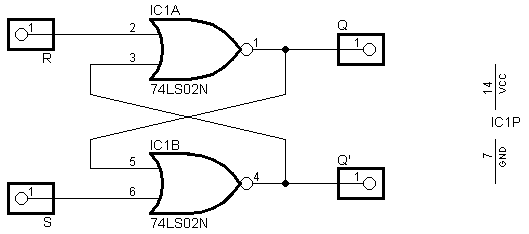 IC1A
Q
1
2
1
1
R
3
74LS02N
14
VCC
IC1P
IC1B
Q'
7
GND
5
1
6
4
1
S
74LS02N